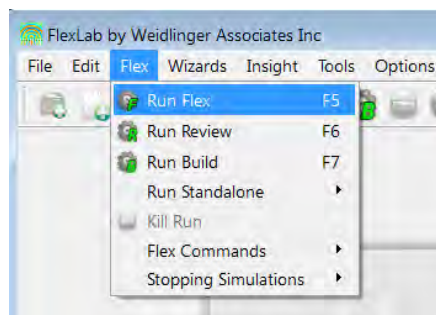 FlexLab by Weidlinger Associates Inc
File Edit Flex Wizards Insight Tools Options
Run Flex F5
Run Review F6
Run Build F7
Run Standalone
Kill Run
Flex Commands
Stopping Simulations